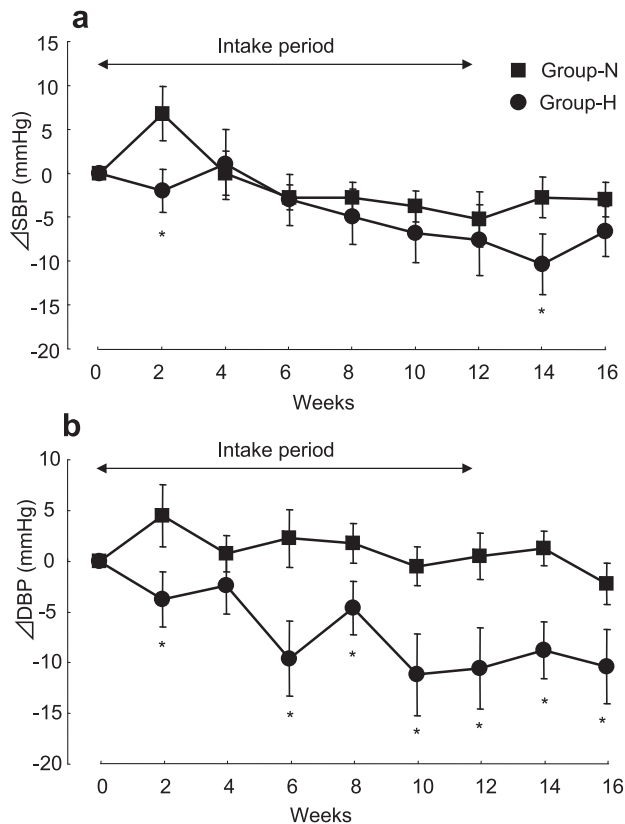 a
15
10
5
0
-5
-10
-15
-20
⊿SBP (mmHg)
Intake period
Group-N
Group-H
*
*
0 2 4 6 8 10 12 14 16
Weeks
b
10
5
0
-5
-10
-15
-20
⊿DBP (mmHg)
Intake period
* * * * * * *
0 2 4 6 8 10 12 14 16
Weeks